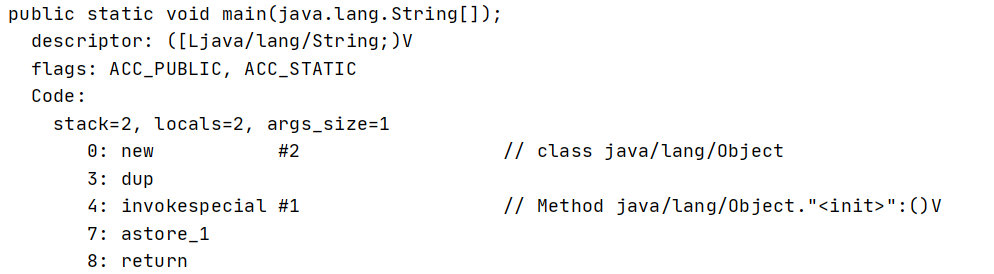 public static void main(java.lang.String[]);
  descriptor: ([Ljava/lang/String;)V
  flags: ACC_PUBLIC, ACC_STATIC
  Code:
    stack=2, locals=2, args_size=1
       0: new           #2                  // class java/lang/Object
       3: dup
       4: invokespecial #1                  // Method java/lang/Object."<init>":()V
       7: astore_1
       8: return